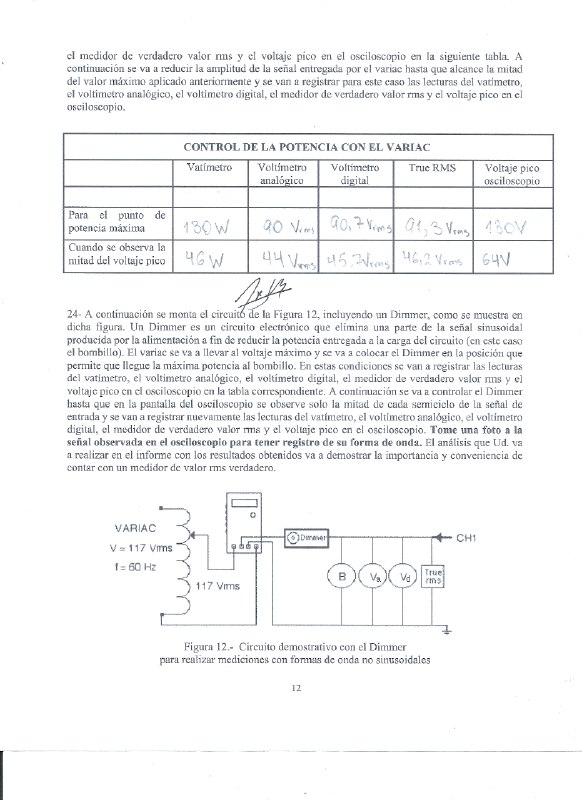 el medidor de verdadero valor rms y el voltaje pico en el osciloscopio en la siguiente tabla. A
continuación se va a reducir la amplitud de la señal entregada por el variac hasta que alcance la mitad
del valor máximo aplicado anteriormente y se van a registrar para este caso las lecturas del vatímetro,
el voltímetro analógico, el voltímetro digital, el medidor de verdadero valor rms y el voltaje pico en el
osciloscopio.
CONTROL DE LA POTENCIA CON EL VARIAC
Vatímetro Voltímetro analógico Voltímetro digital True RMS Voltaje pico osciloscopio
Para el punto de potencia máxima 130 W 90 Vrms 90,7 Vrms 91,3 Vrms 130V
Cuando se observa la mitad del voltaje pico 46 W 44 Vrms 45,2 Vrms 46,2 Vrms 64V
24- A continuación se monta el circuito de la Figura 12, incluyendo un Dimmer, como se muestra en
dicha figura. Un Dimmer es un circuito electrónico que elimina una parte de la señal sinusoidal
producida por la alimentación a fin de reducir la potencia entregada a la carga del circuito (en este caso
el bombillo). El variac se va a llevar al voltaje máximo y se va a colocar el Dimmer en la posición que
permite que llegue la máxima potencia al bombillo. En estas condiciones se van a registrar las lecturas
del vatímetro, el voltímetro analógico, el voltímetro digital, el medidor de verdadero valor rms y el
voltaje pico en el osciloscopio en la tabla correspondiente. A continuación se va a controlar el Dimmer
hasta que en la pantalla del osciloscopio se observe solo la mitad de cada semiciclo de la señal de
entrada y se van a registrar nuevamente las lecturas del vatímetro, el voltímetro analógico, el voltímetro
digital, el medidor de verdadero valor rms y el voltaje pico en el osciloscopio. Tome una foto a la
señal observada en el osciloscopio para tener registro de su forma de onda. El análisis que Ud. va
a realizar en el informe con los resultados obtenidos va a demostrar la importancia y conveniencia de
contar con un medidor de valor rms verdadero.
VARIAC
V = 117 Vrms
f = 60 Hz
117 Vrms
Dimmer
CH1
B
Va
Vd
True
rms
Figura 12.- Circuito demostrativo con el Dimmer
para realizar mediciones con formas de onda no sinusoidales
12